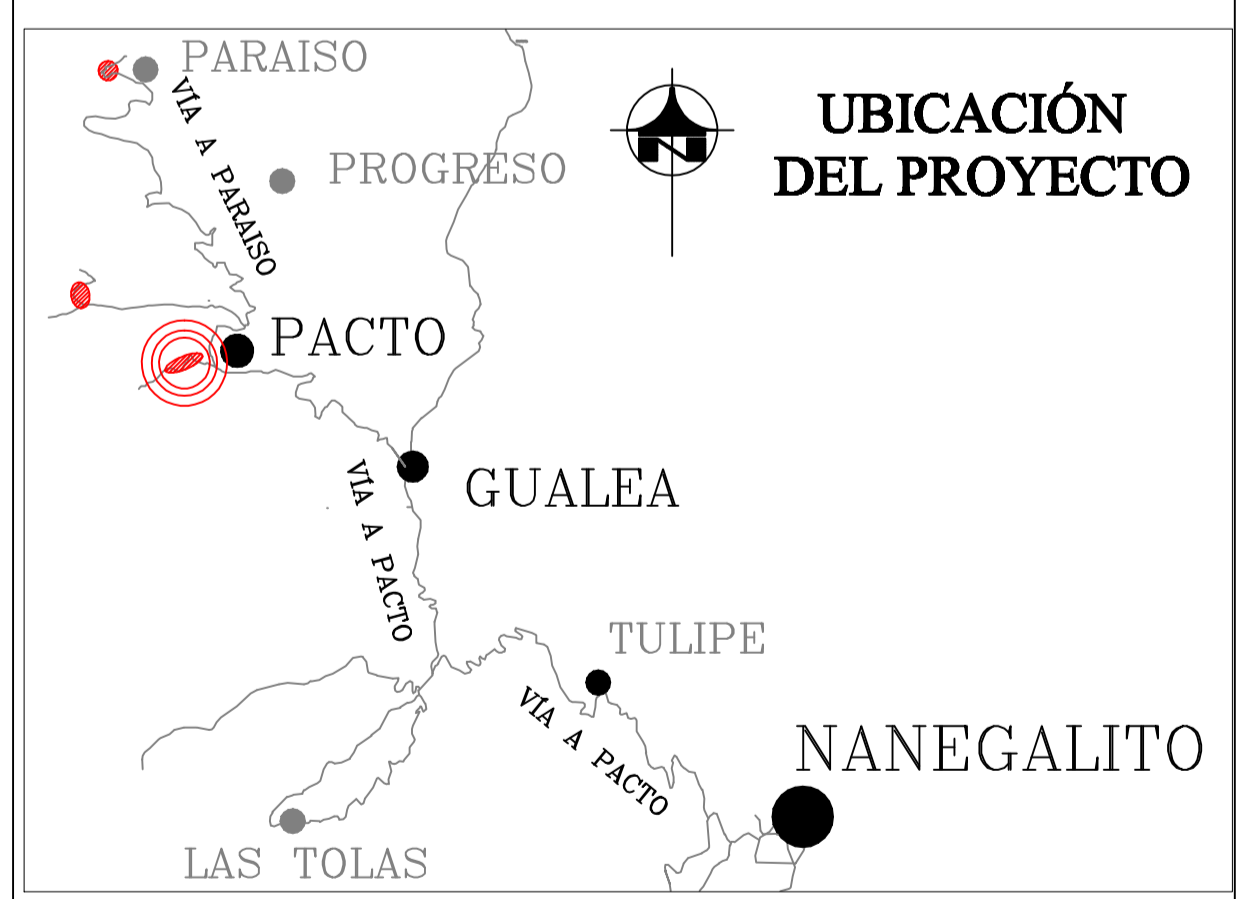 PARAISO
VÍA A PARAISO
PROGRESO
N
UBICACIÓN
DEL PROYECTO
PACTO
GUALEA
VÍA A PACTO
TULIPE
VÍA A PACTO
NANEGALITO
LAS TOLAS